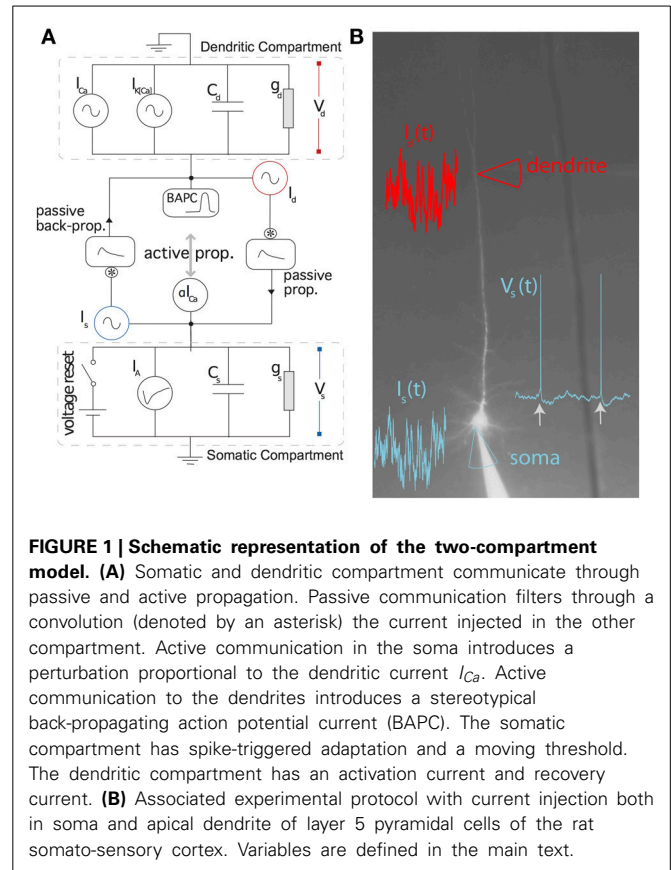 A
Dendritic Compartment
I_Ca
I_K[Ca]
C_d
g_d
V_d
BAPC
I_d
passive
back-prop.
*
active prop.
αI_Ca
*
passive
prop.
I_s
voltage reset
I_A
C_s
g_s
V_s
Somatic Compartment
B
I_s(t)
dendrite
V_s(t)
I_s(t)
soma
FIGURE 1 | Schematic representation of the two-compartment
model. (A) Somatic and dendritic compartment communicate through
passive and active propagation. Passive communication filters through a
convolution (denoted by an asterisk) the current injected in the other
compartment. Active communication in the soma introduces a
perturbation proportional to the dendritic current I_Ca. Active
communication to the dendrites introduces a stereotypical
back-propagating action potential current (BAPC). The somatic
compartment has spike-triggered adaptation and a moving threshold.
The dendritic compartment has an activation current and recovery
current. (B) Associated experimental protocol with current injection both
in soma and apical dendrite of layer 5 pyramidal cells of the rat
somato-sensory cortex. Variables are defined in the main text.